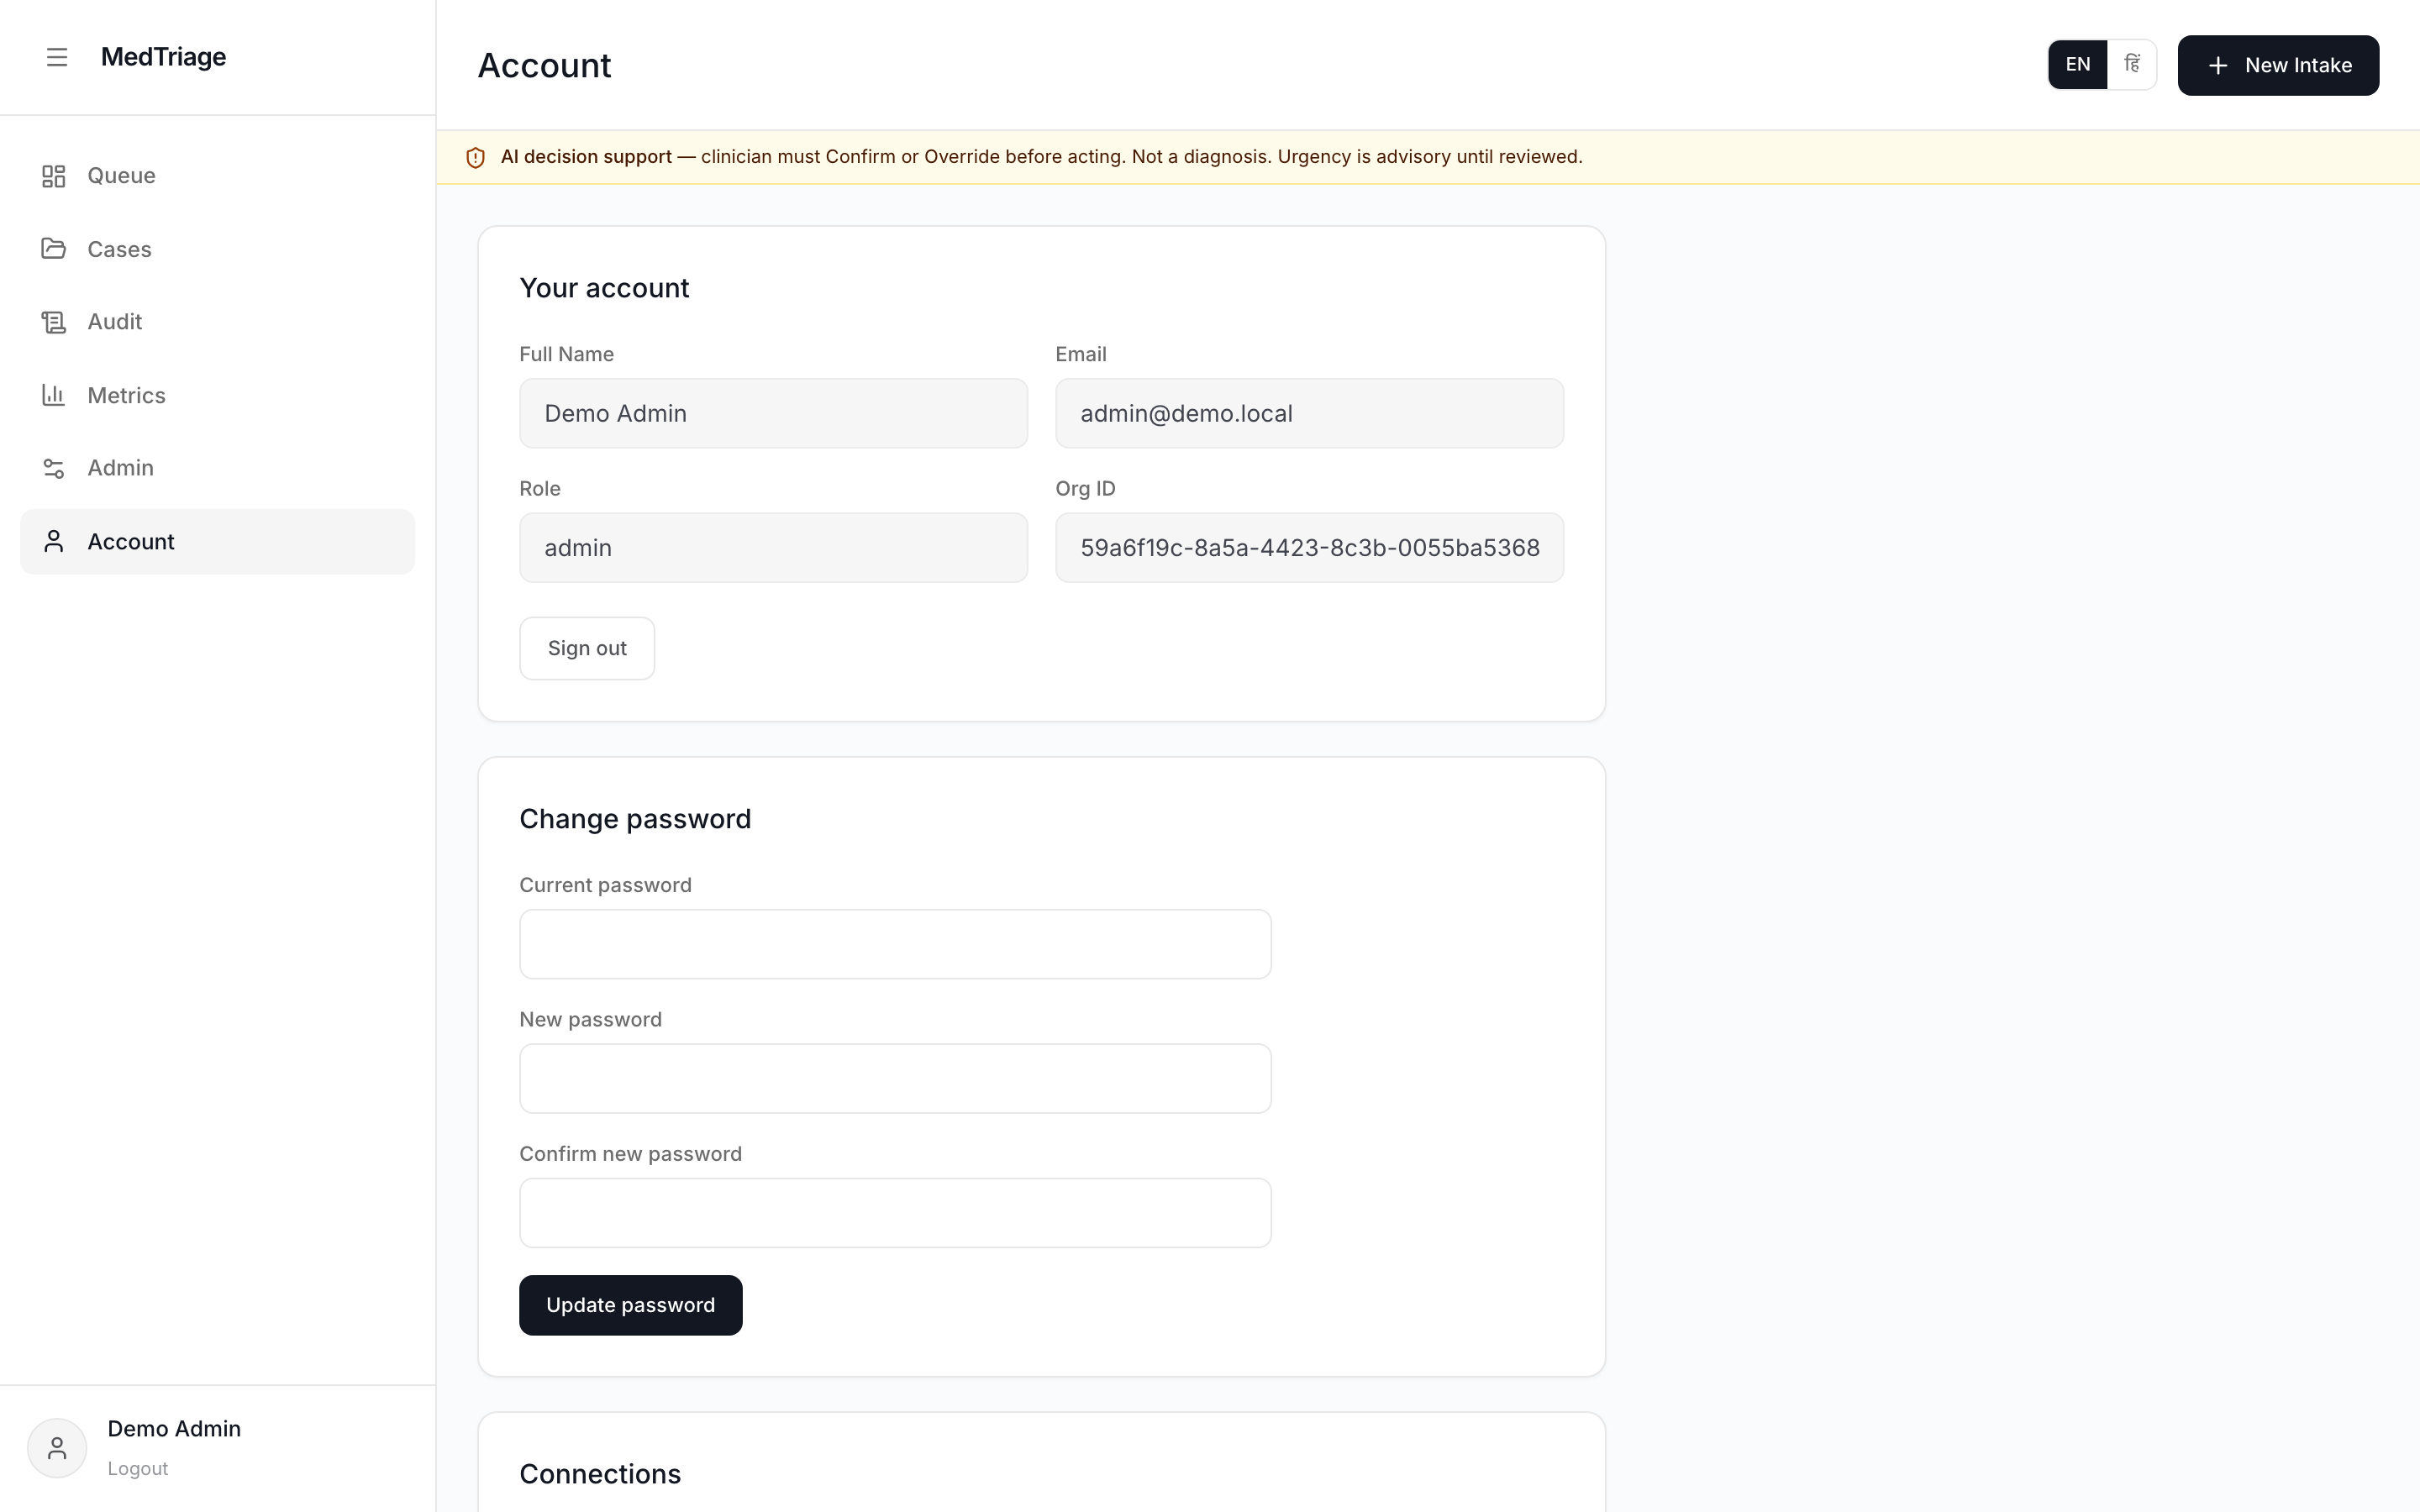 MedTriage
Queue
Cases
Audit
Metrics
Admin
Account
Demo Admin
Logout
Account
EN
हिं
New Intake
AI decision support — clinician must Confirm or Override before acting. Not a diagnosis. Urgency is advisory until reviewed.
Your account
Full Name
Email
Demo Admin
admin@demo.local
Role
Org ID
admin
59a6f19c-8a5a-4423-8c3b-0055ba5368
Sign out
Change password
Current password
New password
Confirm new password
Update password
Connections